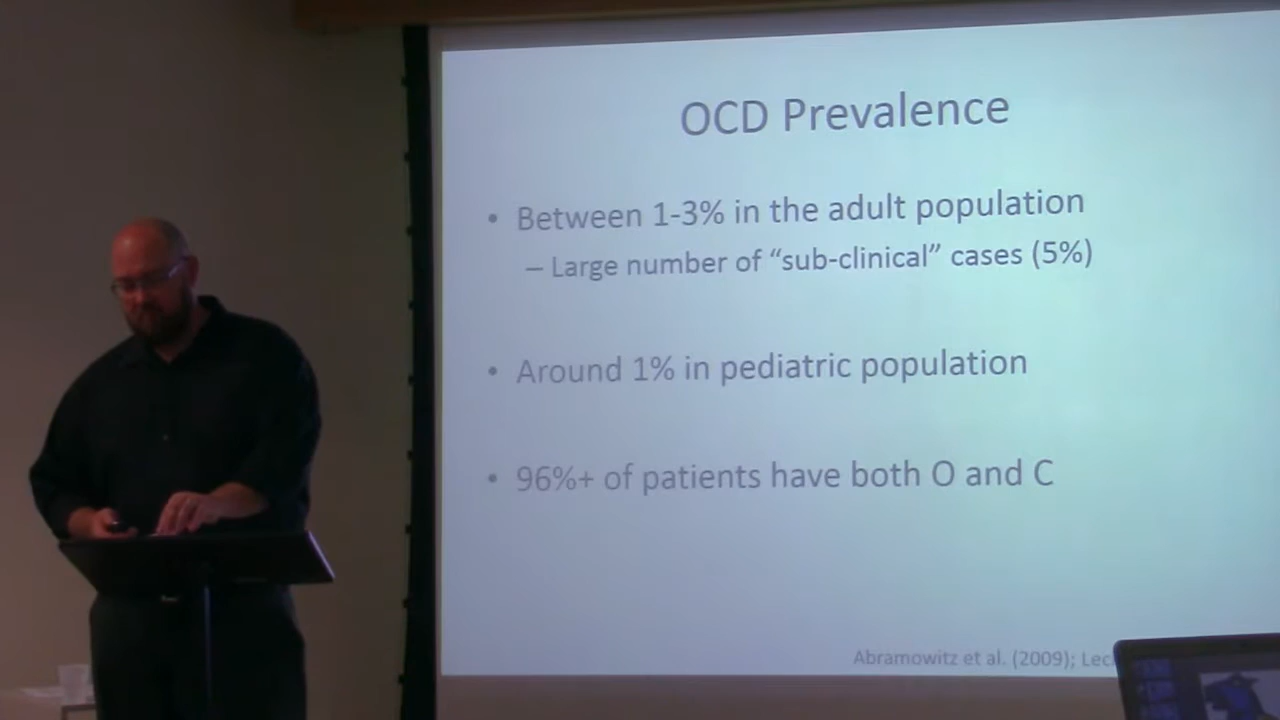 OCD Prevalence
• Between 1-3% in the adult population
– Large number of “sub-clinical” cases (5%)
• Around 1% in pediatric population
• 96%+ of patients have both O and C
Abramowitz et al. (2009);